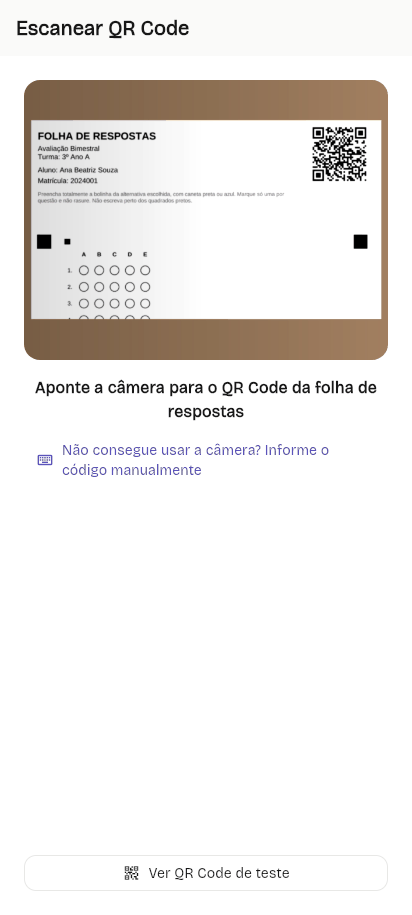 Escanear QR Code
FOLHA DE RESPOSTAS
Avaliação Bimestral
Turma: 3º Ano A
Aluno: Ana Beatriz Souza
Matrícula: 2024001
Preencha totalmente a bolinha da alternativa escolhida, com caneta preta ou azul. Marque só uma por
questão e não rasure. Não escreva perto dos quadrados pretos.
A B C D E
1.
2.
3.
Aponte a câmera para o QR Code da folha de
respostas
Não consegue usar a câmera? Informe o
código manualmente
Ver QR Code de teste